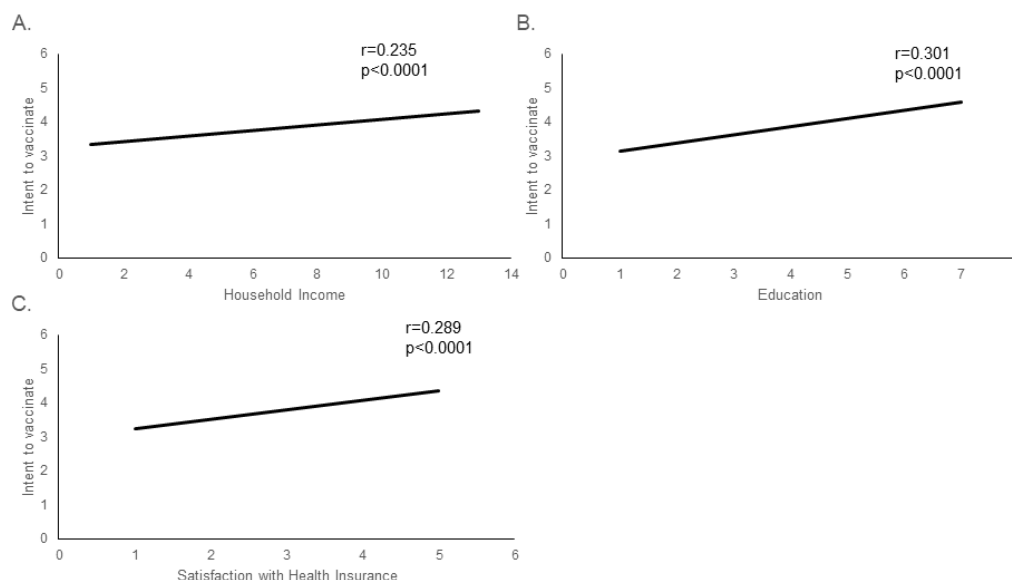 A.
r=0.235
p<0.0001
6
5
4
3
2
1
0
Intent to vaccinate
0 2 4 6 8 10 12 14
Household Income
B.
r=0.301
p<0.0001
6
5
4
3
2
1
0
Intent to vaccinate
0 1 2 3 4 5 6 7
Education
C.
r=0.289
p<0.0001
6
5
4
3
2
1
0
Intent to vaccinate
0 1 2 3 4 5 6
Satisfaction with Health Insurance